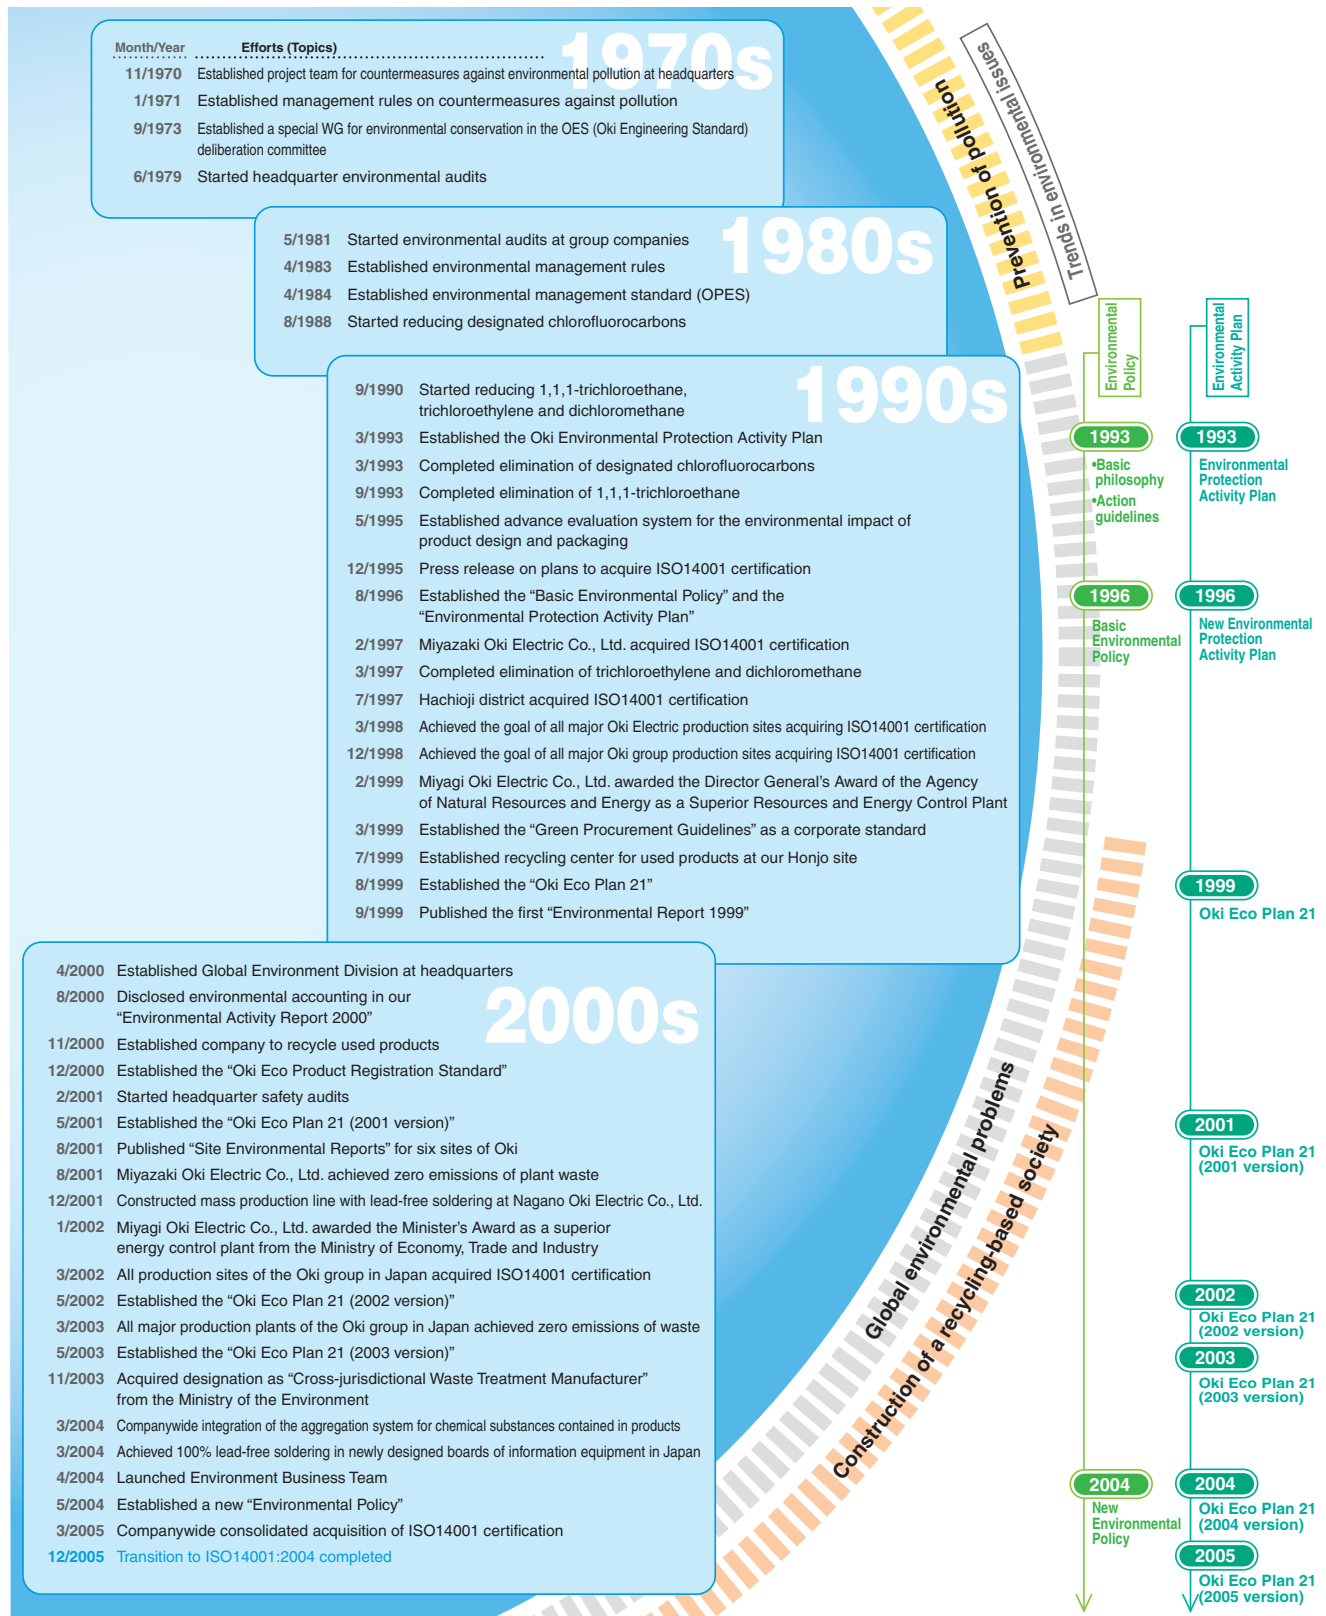 1970s
Month/Year Efforts (Topics)
11/1970 Established project team for countermeasures against environmental pollution at headquarters
1/1971 Established management rules on countermeasures against pollution
9/1973 Established a special WG for environmental conservation in the OES (Oki Engineering Standard)
deliberation committee
6/1979 Started headquarter environmental audits
1980s
5/1981 Started environmental audits at group companies
4/1983 Established environmental management rules
4/1984 Established environmental management standard (OPES)
8/1988 Started reducing designated chlorofluorocarbons
1990s
9/1990 Started reducing 1,1,1-trichloroethane,
trichloroethylene and dichloromethane
3/1993 Established the Oki Environmental Protection Activity Plan
3/1993 Completed elimination of designated chlorofluorocarbons
9/1993 Completed elimination of 1,1,1-trichloroethane
5/1995 Established advance evaluation system for the environmental impact of
product design and packaging
12/1995 Press release on plans to acquire ISO14001 certification
8/1996 Established the “Basic Environmental Policy” and the
“Environmental Protection Activity Plan”
2/1997 Miyazaki Oki Electric Co., Ltd. acquired ISO14001 certification
3/1997 Completed elimination of trichloroethylene and dichloromethane
7/1997 Hachioji district acquired ISO14001 certification
3/1998 Achieved the goal of all major Oki Electric production sites acquiring ISO14001 certification
12/1998 Achieved the goal of all major Oki group production sites acquiring ISO14001 certification
2/1999 Miyagi Oki Electric Co., Ltd. awarded the Director General’s Award of the Agency
of Natural Resources and Energy as a Superior Resources and Energy Control Plant
3/1999 Established the “Green Procurement Guidelines” as a corporate standard
7/1999 Established recycling center for used products at our Honjo site
8/1999 Established the “Oki Eco Plan 21”
9/1999 Published the first “Environmental Report 1999”
2000s
4/2000 Established Global Environment Division at headquarters
8/2000 Disclosed environmental accounting in our
“Environmental Activity Report 2000”
11/2000 Established company to recycle used products
12/2000 Established the “Oki Eco Product Registration Standard”
2/2001 Started headquarter safety audits
5/2001 Established the “Oki Eco Plan 21 (2001 version)”
8/2001 Published “Site Environmental Reports” for six sites of Oki
8/2001 Miyazaki Oki Electric Co., Ltd. achieved zero emissions of plant waste
12/2001 Constructed mass production line with lead-free soldering at Nagano Oki Electric Co., Ltd.
1/2002 Miyagi Oki Electric Co., Ltd. awarded the Minister’s Award as a superior
energy control plant from the Ministry of Economy, Trade and Industry
3/2002 All production sites of the Oki group in Japan acquired ISO14001 certification
5/2002 Established the “Oki Eco Plan 21 (2002 version)”
3/2003 All major production plants of the Oki group in Japan achieved zero emissions of waste
5/2003 Established the “Oki Eco Plan 21 (2003 version)”
11/2003 Acquired designation as “Cross-jurisdictional Waste Treatment Manufacturer”
from the Ministry of the Environment
3/2004 Companywide integration of the aggregation system for chemical substances contained in products
3/2004 Achieved 100% lead-free soldering in newly designed boards of information equipment in Japan
4/2004 Launched Environment Business Team
5/2004 Established a new “Environmental Policy”
3/2005 Companywide consolidated acquisition of ISO14001 certification
12/2005 Transition to ISO14001:2004 completed
Trends in environmental issues
Prevention of pollution
Global environmental problems
Construction of a recycling-based society
Environmental
Policy
1993
•Basic
philosophy
•Action
guidelines
1996
Basic
Environmental
Policy
2004
New
Environmental
Policy
Environmental
Activity Plan
1993
Environmental
Protection
Activity Plan
1996
New Environmental
Protection
Activity Plan
1999
Oki Eco Plan 21
2001
Oki Eco Plan 21
(2001 version)
2002
Oki Eco Plan 21
(2002 version)
2003
Oki Eco Plan 21
(2003 version)
2004
Oki Eco Plan 21
(2004 version)
2005
Oki Eco Plan 21
(2005 version)